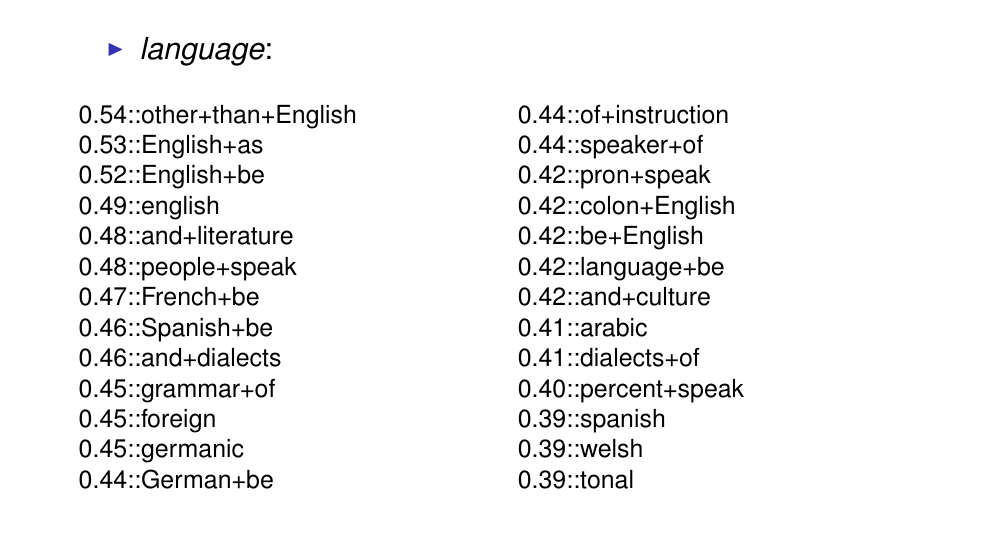 ▶ language:
0.54::other+than+English
0.53::English+as
0.52::English+be
0.49::english
0.48::and+literature
0.48::people+speak
0.47::French+be
0.46::Spanish+be
0.46::and+dialects
0.45::grammar+of
0.45::foreign
0.45::germanic
0.44::German+be
0.44::of+instruction
0.44::speaker+of
0.42::pron+speak
0.42::colon+English
0.42::be+English
0.42::language+be
0.42::and+culture
0.41::arabic
0.41::dialects+of
0.40::percent+speak
0.39::spanish
0.39::welsh
0.39::tonal